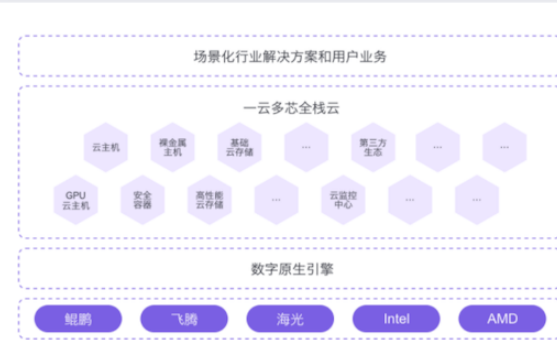 场景化行业解决方案和用户业务
一云多芯全栈云
云主机
裸金属
主机
基础
云存储
...
第三方
生态
...
...
GPU
云主机
安全
容器
高性能
云存储
...
云监控
中心
...
...
数字原生引擎
鲲鹏
飞腾
海光
Intel
AMD